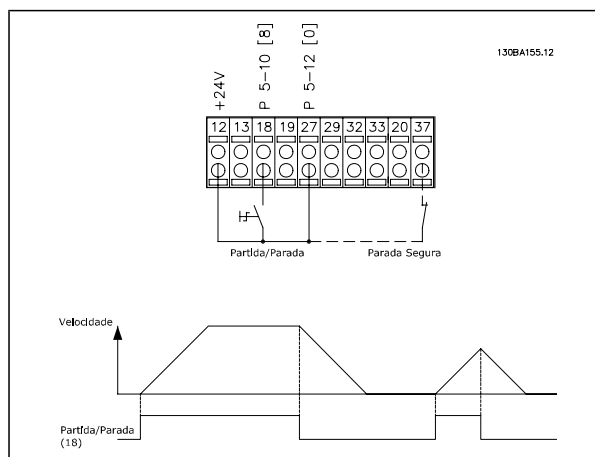 130BA155.12
+24V
P 5-10 [8]
P 5-12 [0]
12 13 18 19 27 29 32 33 20 37
Partida/Parada
Parada Segura
Velocidade
Partida/Parada
(18)